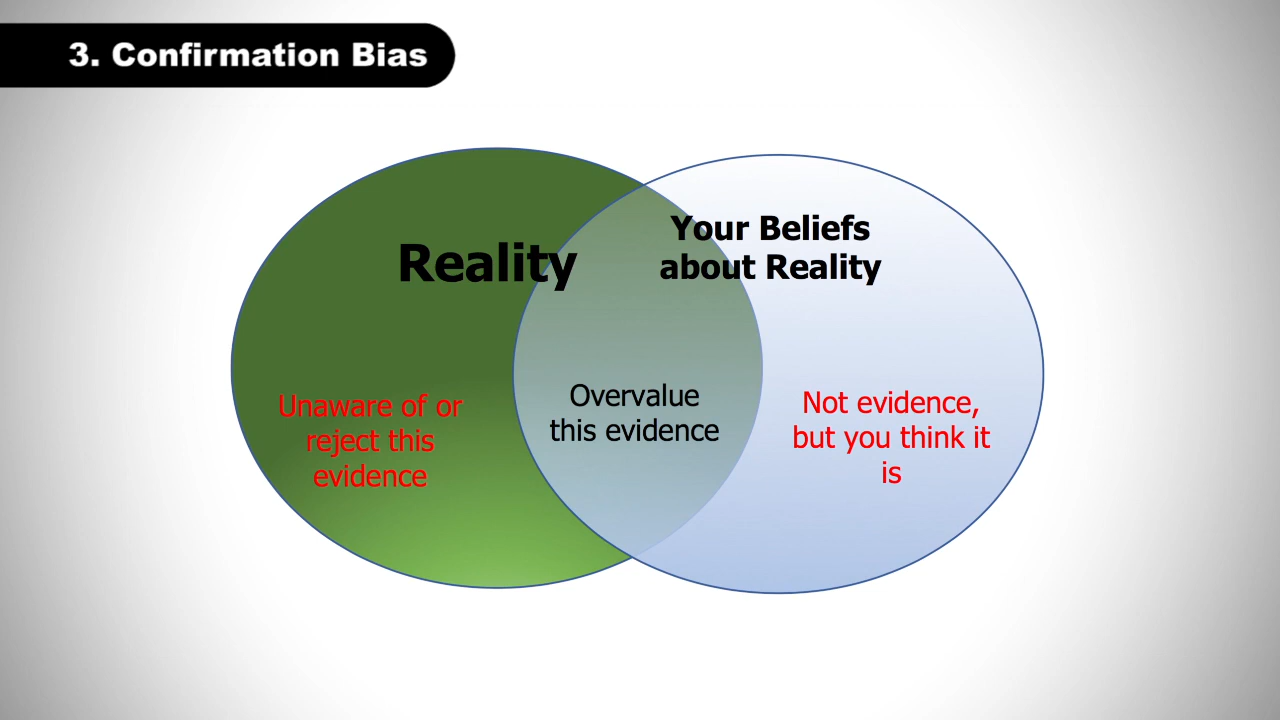 3. Confirmation Bias
Reality
Your Beliefs
about Reality
Unaware of or
reject this
evidence
Overvalue
this evidence
Not evidence,
but you think it
is